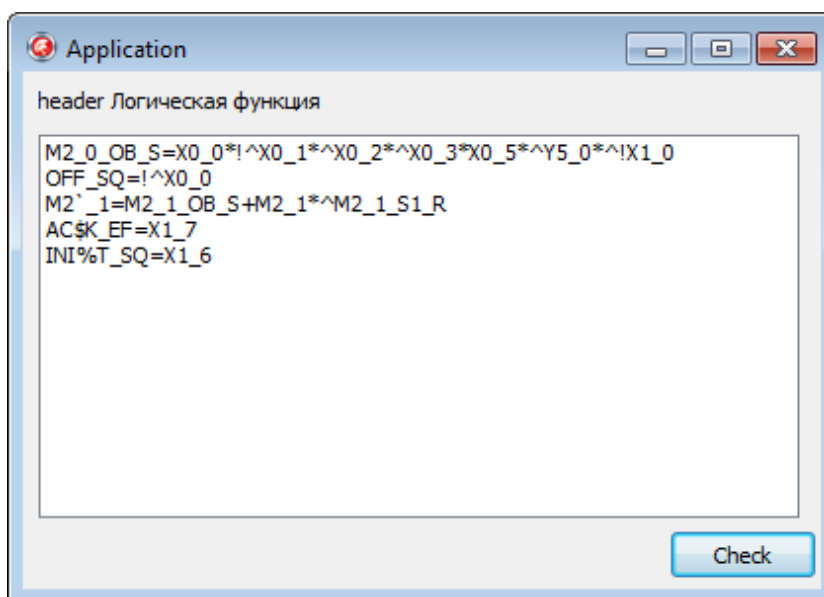 Application
header Логическая функция
M2_0_OB_S=X0_0*!^X0_1*^X0_2*^X0_3*X0_5*^Y5_0*^!X1_0
OFF_SQ=!^X0_0
M2`_1=M2_1_OB_S+M2_1*^M2_1_S1_R
AC$K_EF=X1_7
INI%T_SQ=X1_6
Check